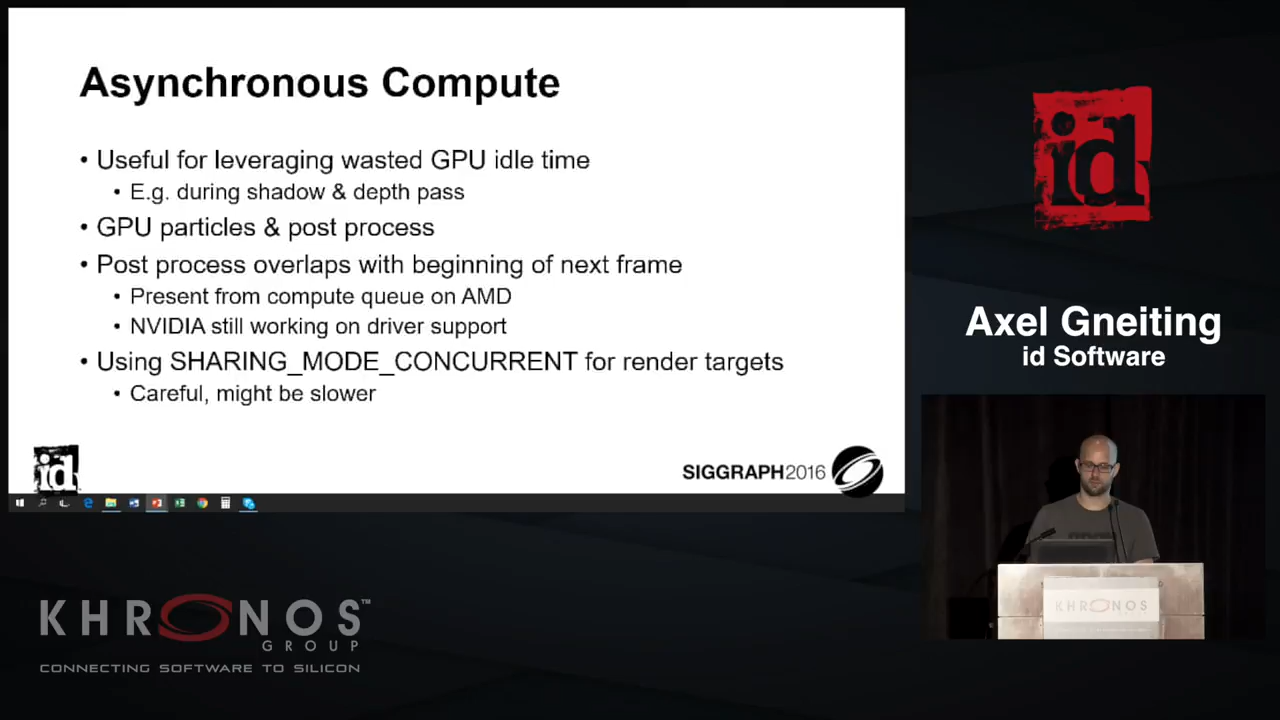 Asynchronous Compute
• Useful for leveraging wasted GPU idle time
• E.g. during shadow & depth pass
• GPU particles & post process
• Post process overlaps with beginning of next frame
• Present from compute queue on AMD
• NVIDIA still working on driver support
• Using SHARING_MODE_CONCURRENT for render targets
• Careful, might be slower
id
SIGGRAPH2016
id
Axel Gneiting
id Software
KHRONOS
KHRONOS™
GROUP
CONNECTING SOFTWARE TO SILICON